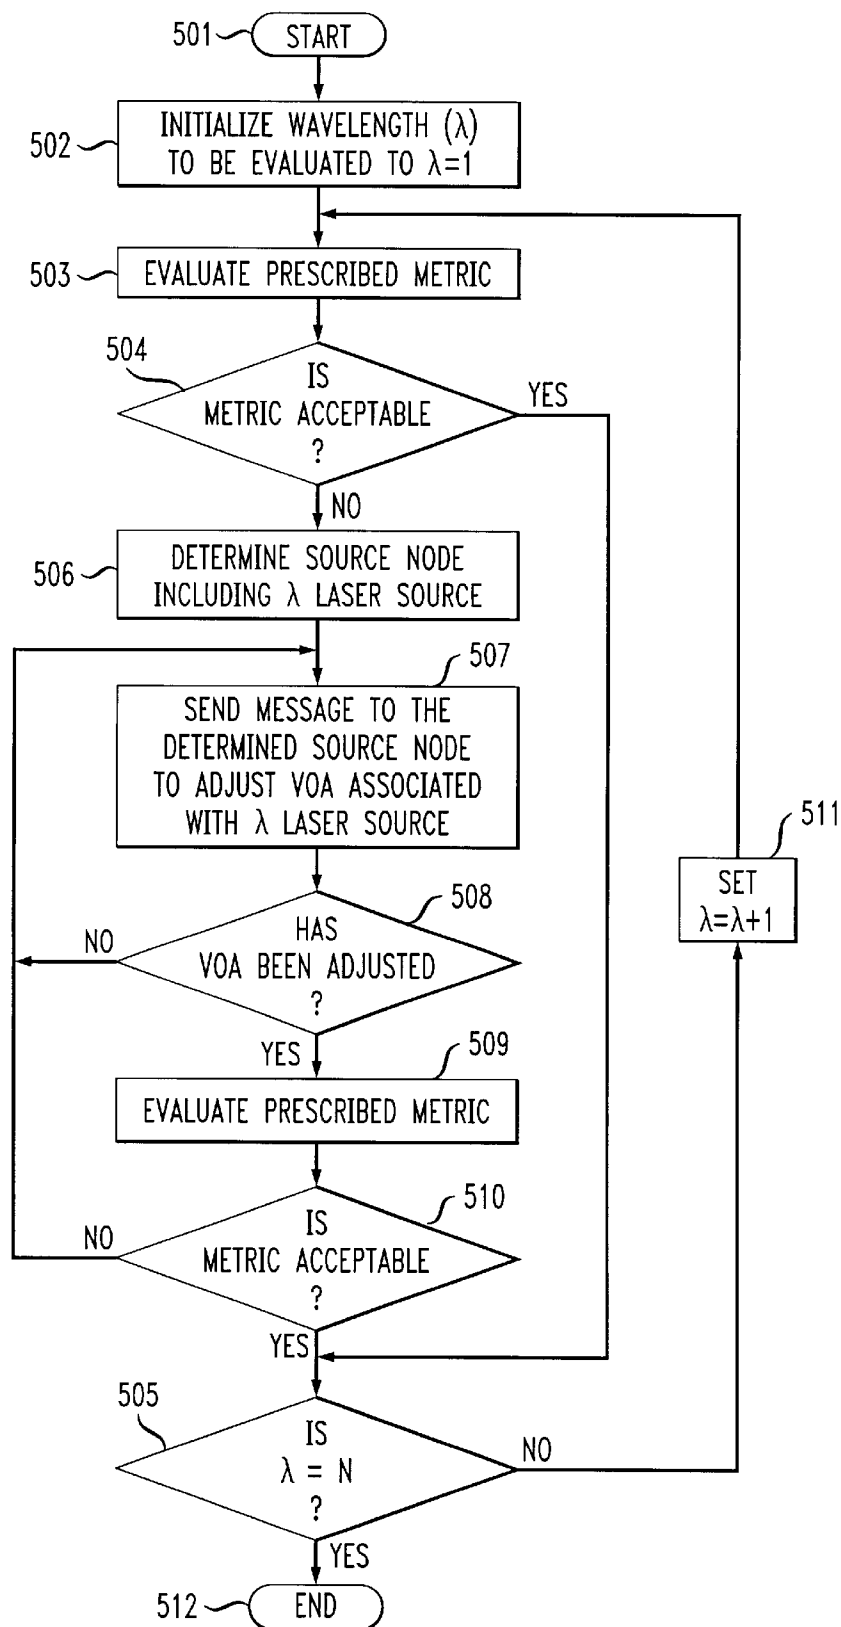 501
START
502
INITIALIZE WAVELENGTH (λ)
TO BE EVALUATED TO λ=1
503
EVALUATE PRESCRIBED METRIC
504
IS
METRIC ACCEPTABLE
?
YES
NO
506
DETERMINE SOURCE NODE
INCLUDING λ LASER SOURCE
507
SEND MESSAGE TO THE
DETERMINED SOURCE NODE
TO ADJUST VOA ASSOCIATED
WITH λ LASER SOURCE
511
SET
λ=λ+1
508
HAS
VOA BEEN ADJUSTED
?
NO
YES
509
EVALUATE PRESCRIBED METRIC
510
IS
METRIC ACCEPTABLE
?
NO
YES
505
IS
λ = N
?
NO
YES
512
END